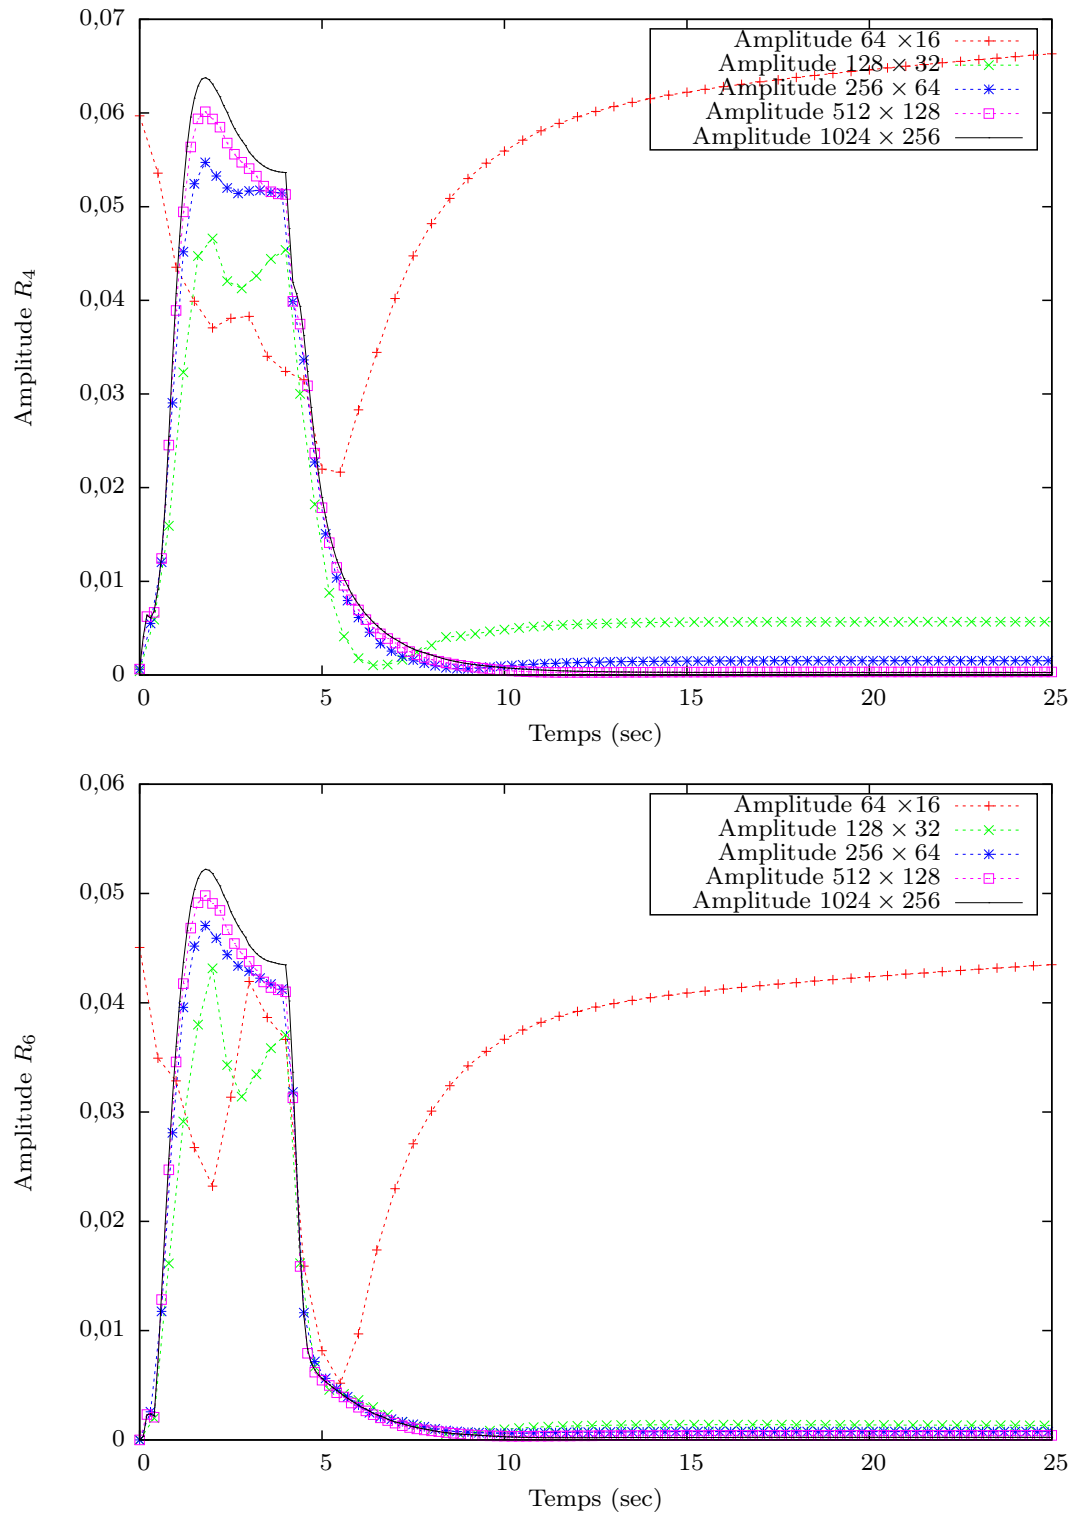 0,07
0,06
0,05
0,04
0,03
0,02
0,01
0
Amplitude R4
Amplitude 64 ×16
Amplitude 128 × 32
Amplitude 256 × 64
Amplitude 512 × 128
Amplitude 1024 × 256
0 5 10 15 20 25
Temps (sec)
0,06
0,05
0,04
0,03
0,02
0,01
0
Amplitude R6
Amplitude 64 ×16
Amplitude 128 × 32
Amplitude 256 × 64
Amplitude 512 × 128
Amplitude 1024 × 256
0 5 10 15 20 25
Temps (sec)